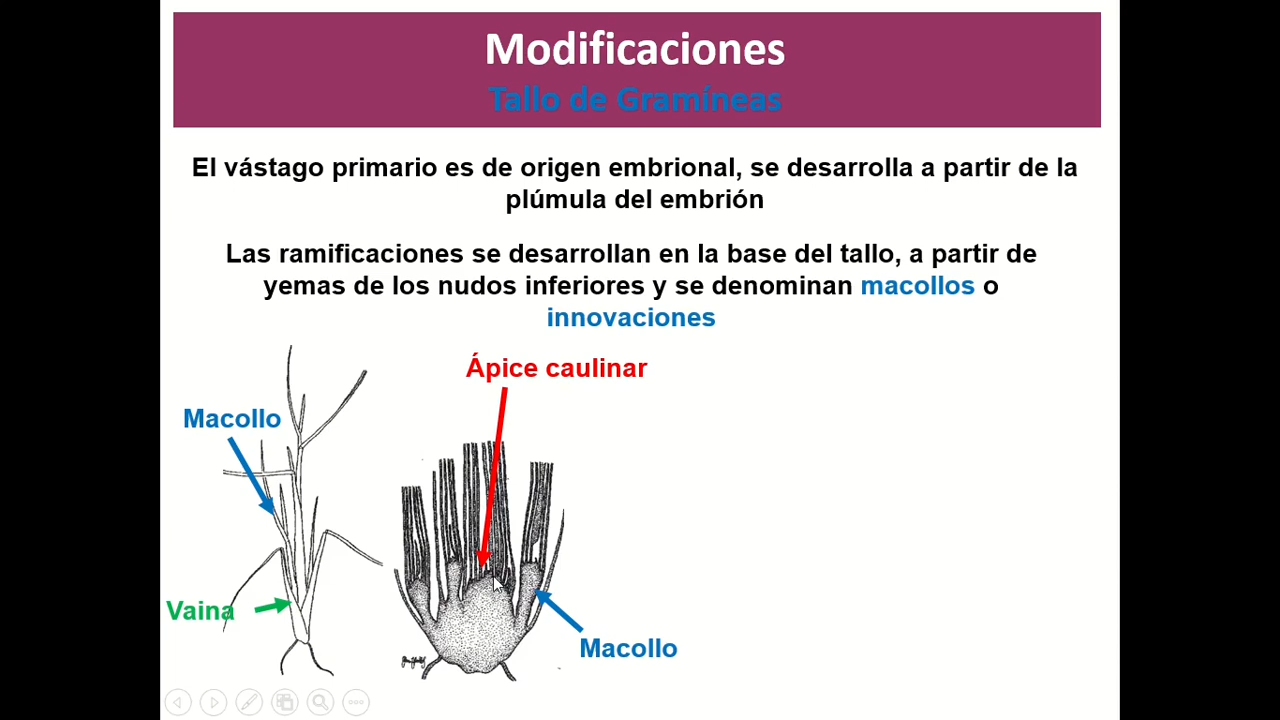 Modificaciones
Tallo de Gramíneas
El vástago primario es de origen embrional, se desarrolla a partir de la
plúmula del embrión
Las ramificaciones se desarrollan en la base del tallo, a partir de
yemas de los nudos inferiores y se denominan macollos o
innovaciones
Ápice caulinar
Macollo
Vaina
Macollo